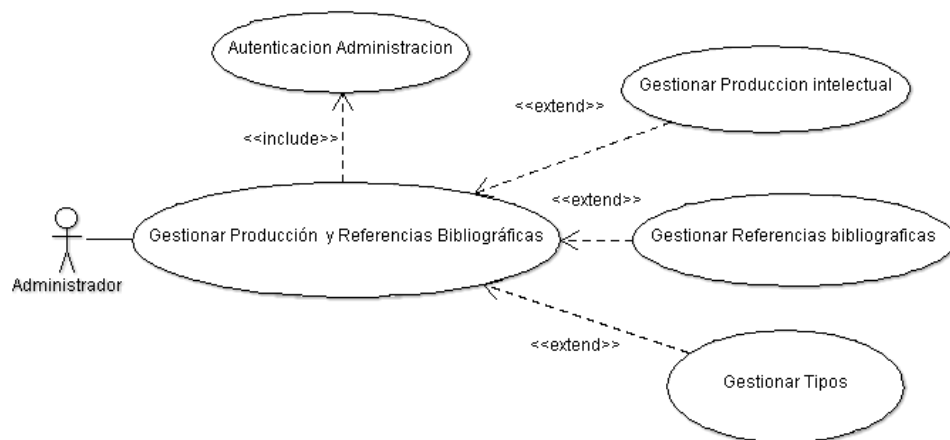 Autenticacion Administracion
Gestionar Produccion intelectual
<<extend>>
<<include>>
<<extend>>
Gestionar Producción y Referencias Bibliográficas
Gestionar Referencias bibliograficas
Administrador
<<extend>>
Gestionar Tipos